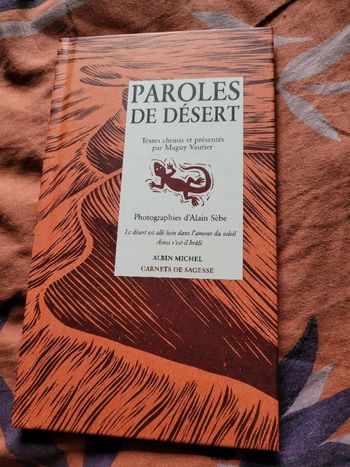 PAROLES
DE DÉSERT
Textes choisis et présentés
par Maguy Vautier
Photographies d'Alain Sèbe
Le désert est allé loin dans l'amour du soleil
Ainsi s'est-il brûlé
ALBIN MICHEL
CARNETS DE SAGESSE